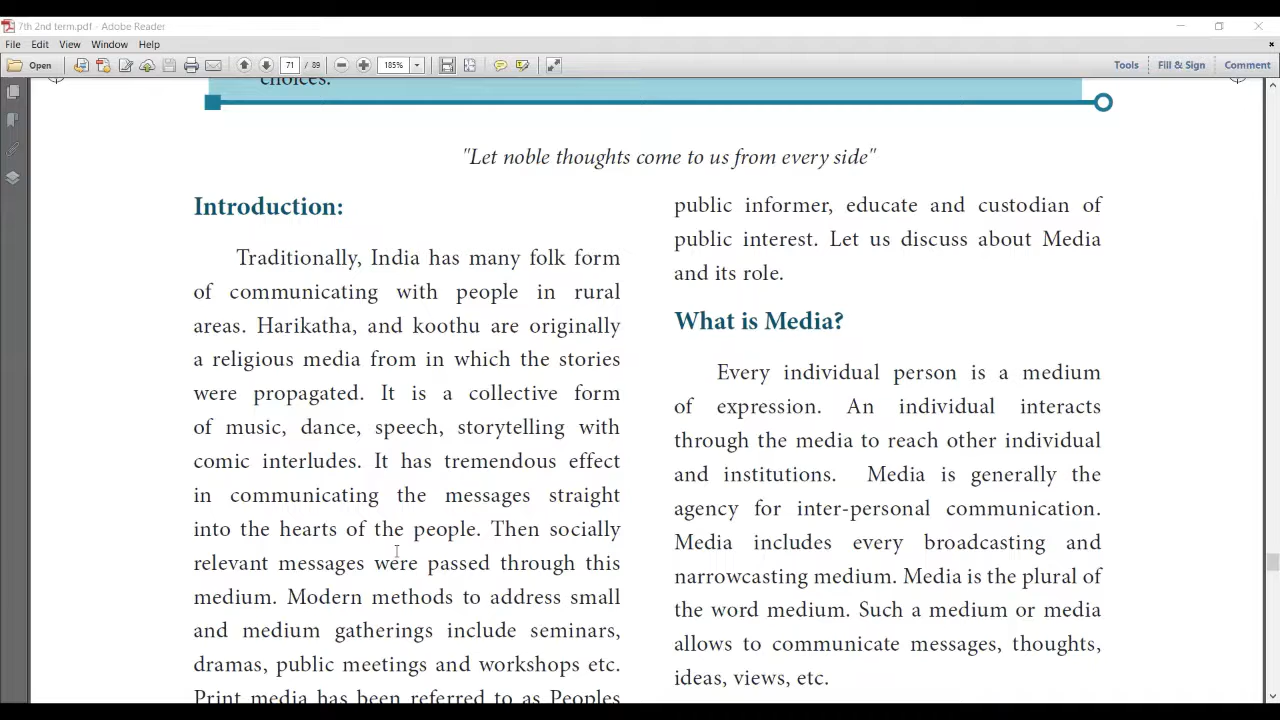 7th 2nd term.pdf - Adobe Reader
File Edit View Window Help
Open 71 / 89 185% Tools Fill & Sign Comment
choices.
"Let noble thoughts come to us from every side"
Introduction:
Traditionally, India has many folk form
of communicating with people in rural
areas. Harikatha, and koothu are originally
a religious media from in which the stories
were propagated. It is a collective form
of music, dance, speech, storytelling with
comic interludes. It has tremendous effect
in communicating the messages straight
into the hearts of the people. Then socially
relevant messages were passed through this
medium. Modern methods to address small
and medium gatherings include seminars,
dramas, public meetings and workshops etc.
Print media has been referred to as Peoples
public informer, educate and custodian of
public interest. Let us discuss about Media
and its role.
What is Media?
Every individual person is a medium
of expression. An individual interacts
through the media to reach other individual
and institutions. Media is generally the
agency for inter-personal communication.
Media includes every broadcasting and
narrowcasting medium. Media is the plural of
the word medium. Such a medium or media
allows to communicate messages, thoughts,
ideas, views, etc.